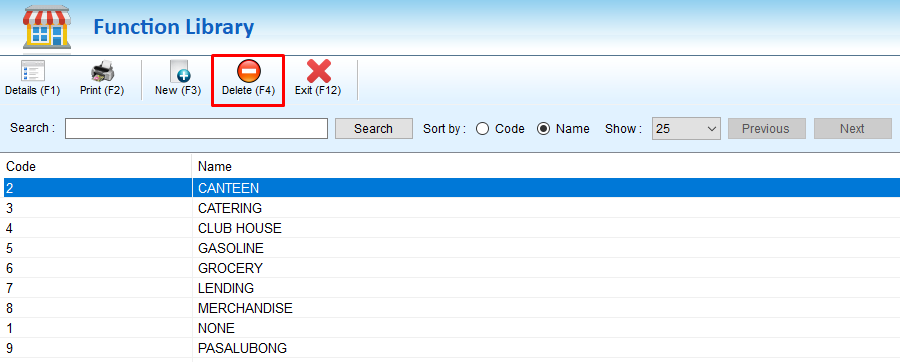 Function Library
Details (F1) Print (F2) New (F3) Delete (F4) Exit (F12)
Search : Search Sort by : Code Name Show : 25 Previous Next
Code Name
2 CANTEEN
3 CATERING
4 CLUB HOUSE
5 GASOLINE
6 GROCERY
7 LENDING
8 MERCHANDISE
1 NONE
9 PASALUBONG